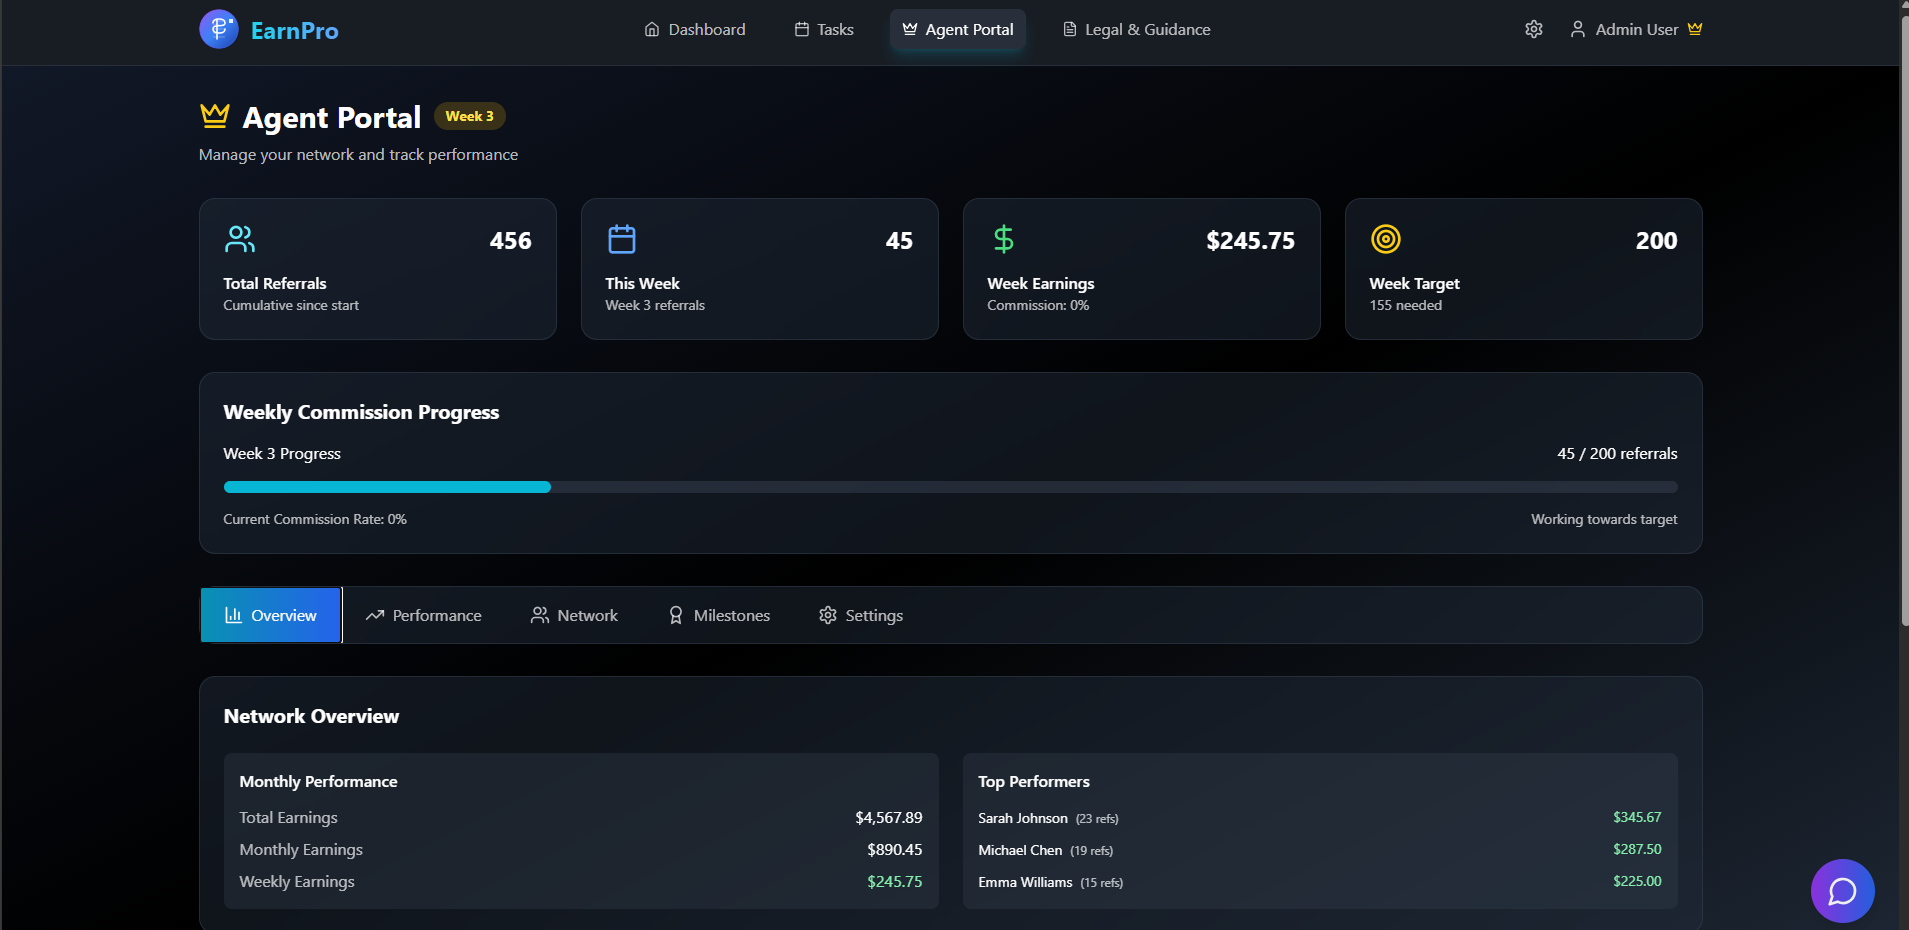 EarnPro
Dashboard
Tasks
Agent Portal
Legal & Guidance
Admin User
Agent Portal
Week 3
Manage your network and track performance
456
Total Referrals
Cumulative since start
45
This Week
Week 3 referrals
$245.75
Week Earnings
Commission: 0%
200
Week Target
155 needed
Weekly Commission Progress
Week 3 Progress
45 / 200 referrals
Current Commission Rate: 0%
Working towards target
Overview
Performance
Network
Milestones
Settings
Network Overview
Monthly Performance
Total Earnings $4,567.89
Monthly Earnings $890.45
Weekly Earnings $245.75
Top Performers
Sarah Johnson (23 refs) $345.67
Michael Chen (19 refs) $287.50
Emma Williams (15 refs) $225.00